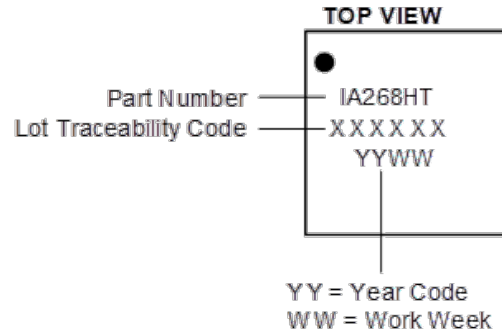 TOP VIEW
Part Number
IA268HT
Lot Traceability Code
XXXXXX
YYWW
YY = Year Code
WW = Work Week